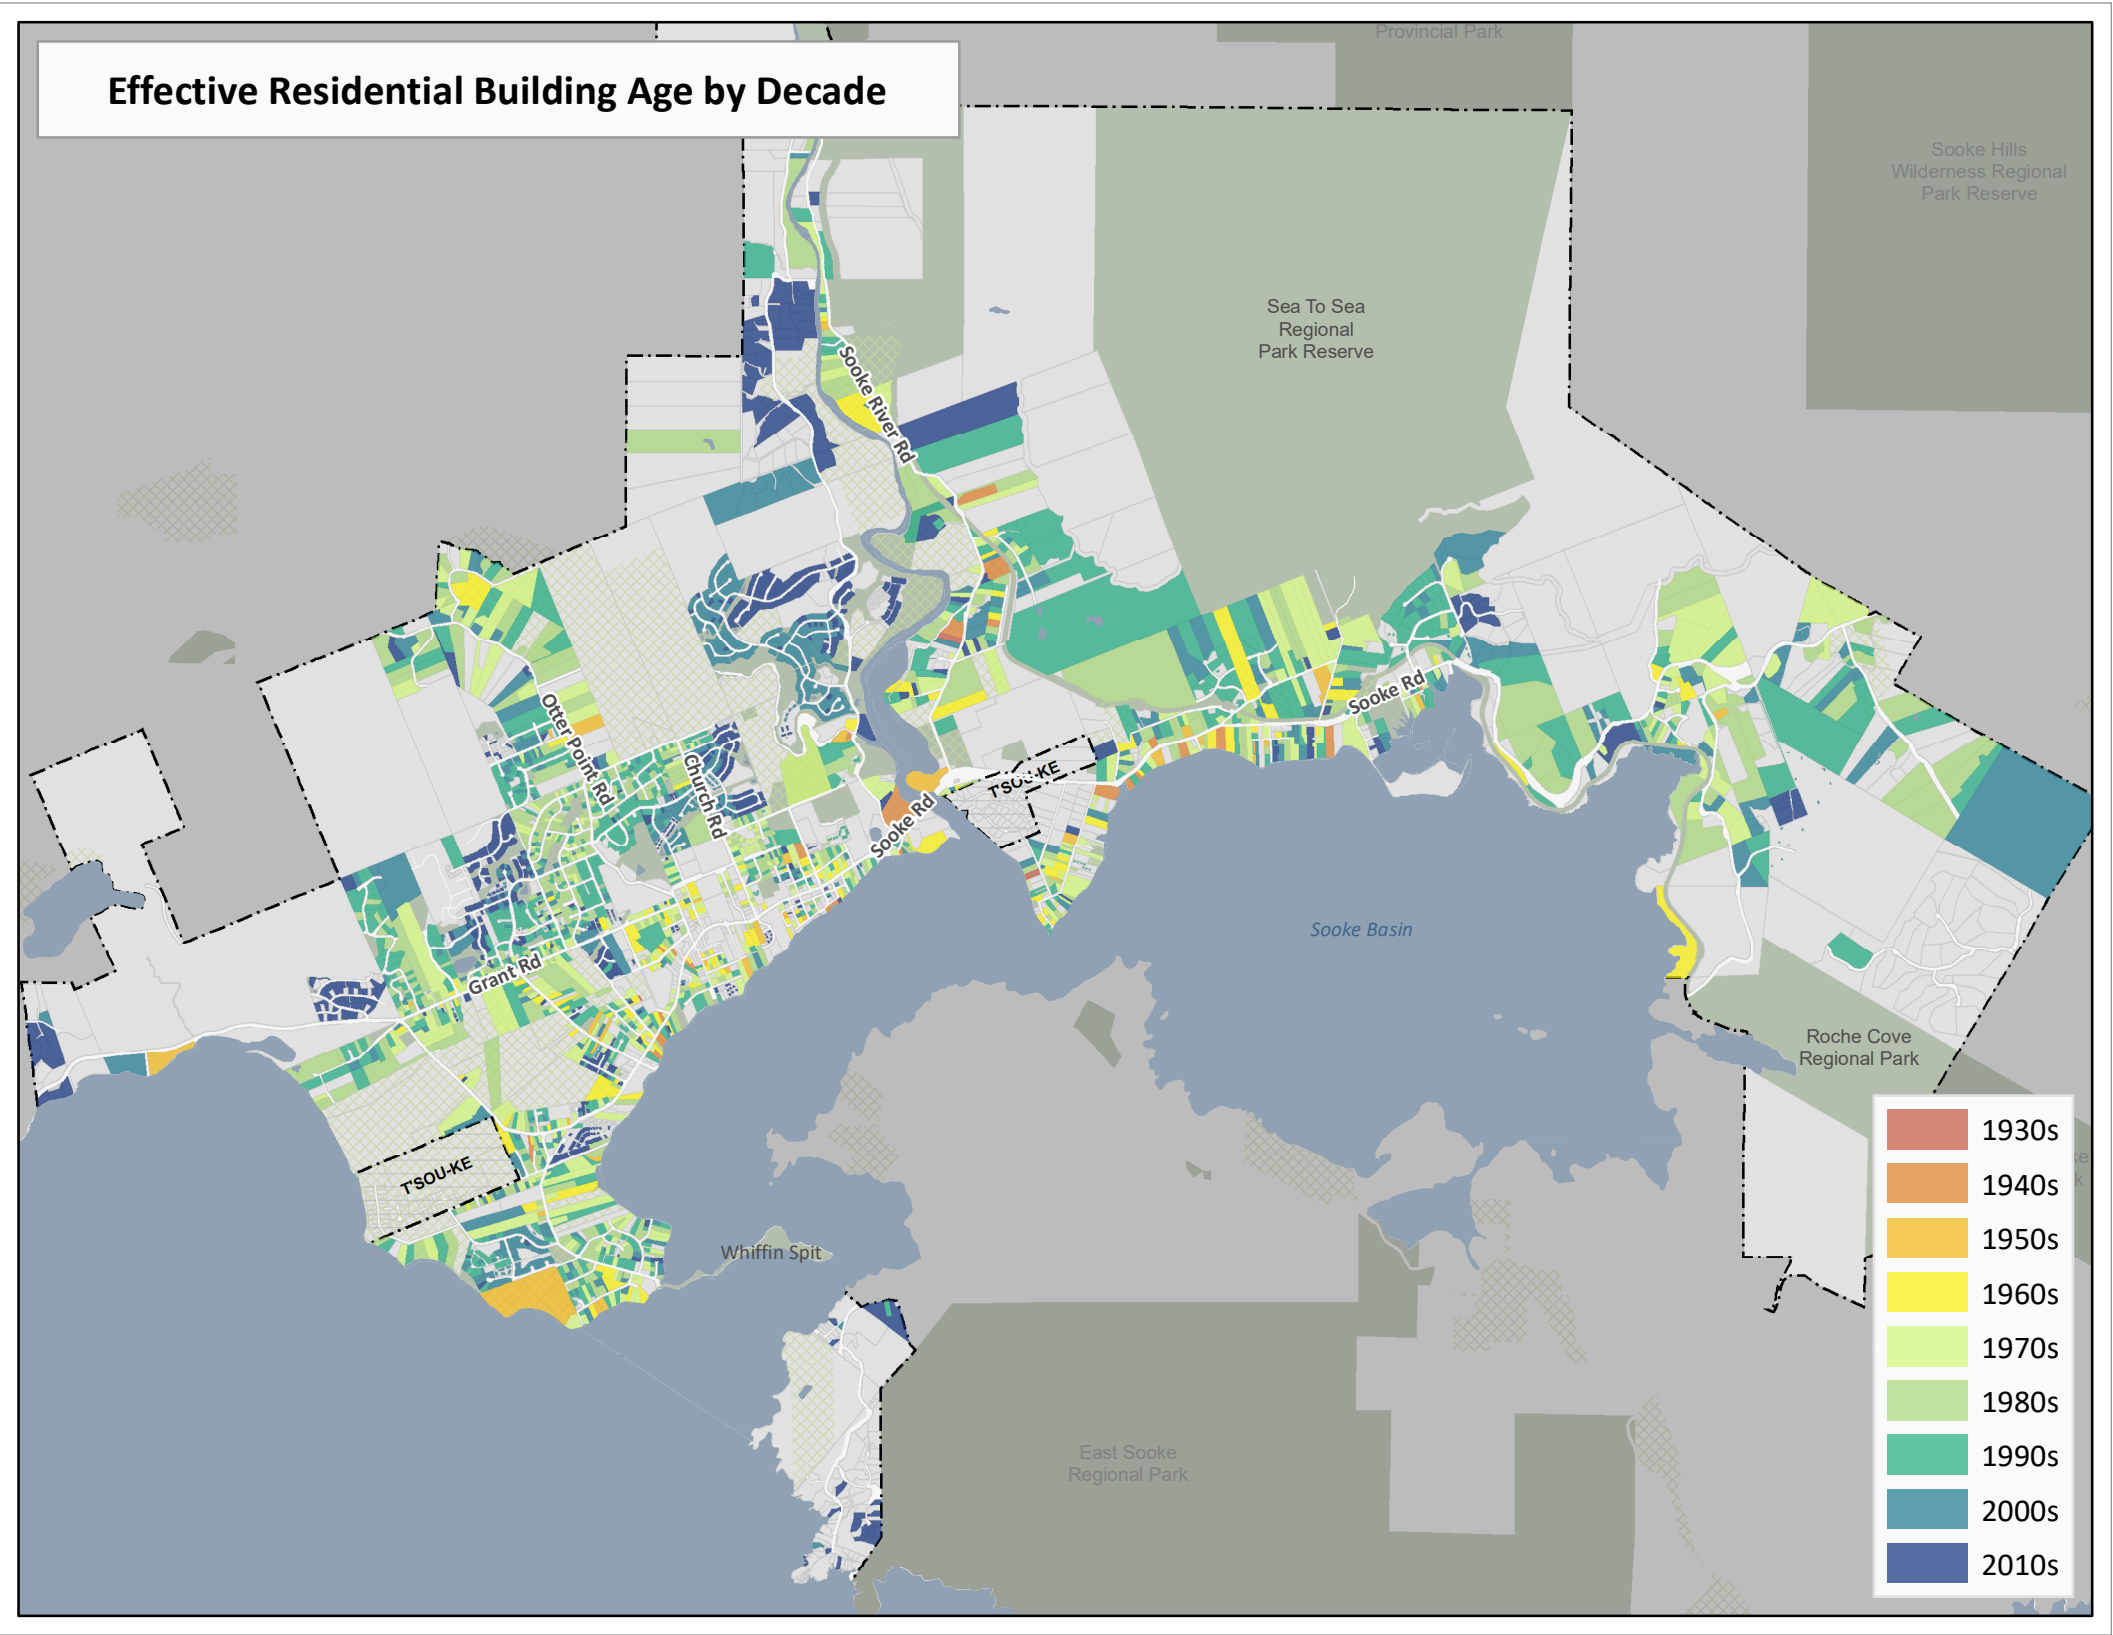 Provincial Park
Effective Residential Building Age by Decade
Sooke Hills
Wilderness Regional
Park Reserve
Sea To Sea
Regional
Park Reserve
Sooke River Rd
Otter Point Rd
Church Rd
Sooke Rd
T'SOU-KE
Sooke Rd
Grant Rd
Sooke Basin
Roche Cove
Regional Park
T'SOU-KE
Whiffin Spit
East Sooke
Regional Park
1930s
1940s
1950s
1960s
1970s
1980s
1990s
2000s
2010s